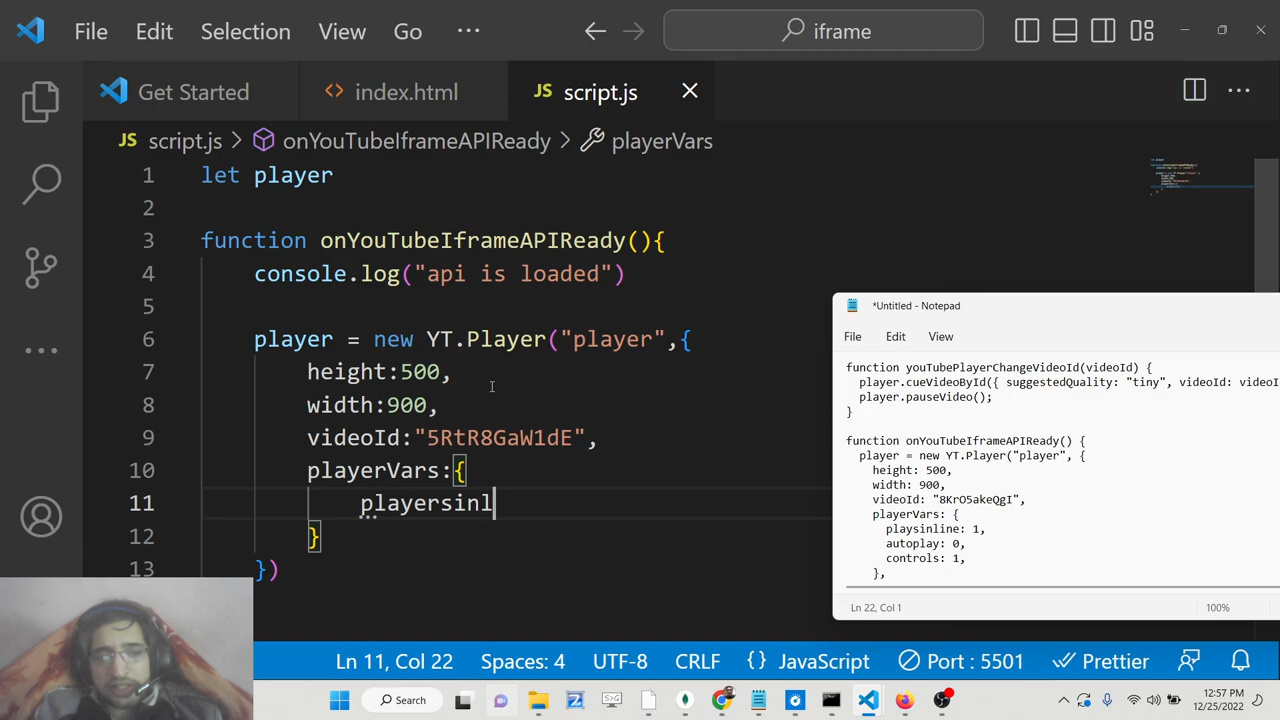 File Edit Selection View Go ··· iframe
Get Started index.html JS script.js
JS script.js > onYouTubeIframeAPIReady > playerVars
1 let player
2
3 function onYouTubeIframeAPIReady(){
4 console.log("api is loaded")
5
6 player = new YT.Player("player",{
7 height:500,
8 width:900,
9 videoId:"5RtR8GaW1dE",
10 playerVars:{
11 playersinl
12 }
13 })
*Untitled - Notepad
File Edit View
function youTubePlayerChangeVideoId(videoId) {
player.cueVideoById({ suggestedQuality: "tiny", videoId: videoI
player.pauseVideo();
}
function onYouTubeIframeAPIReady() {
player = new YT.Player("player", {
height: 500,
width: 900,
videoId: "8KrO5akeQgI",
playerVars: {
playsinline: 1,
autoplay: 0,
controls: 1,
},
Ln 22, Col 1 100%
Ln 11, Col 22 Spaces: 4 UTF-8 CRLF {} JavaScript Port : 5501 Prettier
Search
12:57 PM
12/25/2022